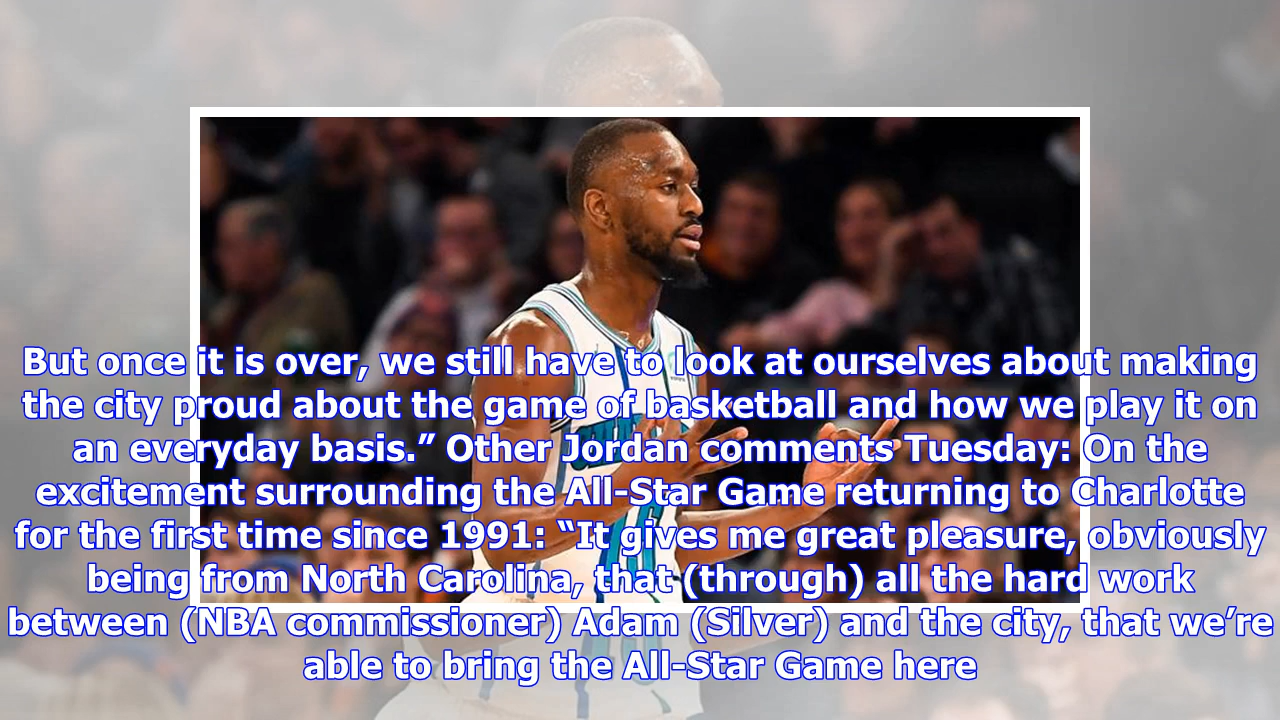 But once it is over, we still have to look at ourselves about making
the city proud about the game of basketball and how we play it on
an everyday basis.” Other Jordan comments Tuesday: On the
excitement surrounding the All-Star Game returning to Charlotte
for the first time since 1991: “It gives me great pleasure, obviously
being from North Carolina, that (through) all the hard work
between (NBA commissioner) Adam (Silver) and the city, that we’re
able to bring the All-Star Game here